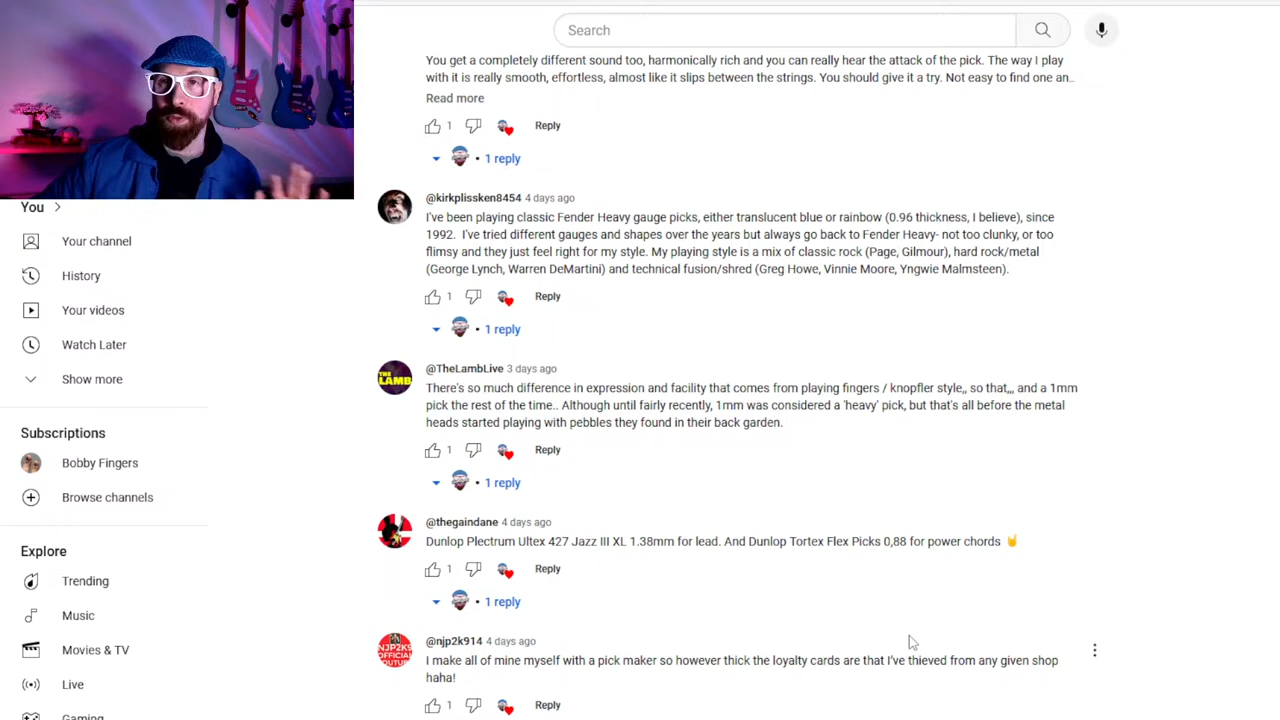 Search
You get a completely different sound too, harmonically rich and you can really hear the attack of the pick. The way I play
with it is really smooth, effortless, almost like it slips between the strings. You should give it a try. Not easy to find one an...
Read more
1
Reply
• 1 reply
You
Your channel
History
Your videos
Watch Later
Show more
Subscriptions
Bobby Fingers
Browse channels
Explore
Trending
Music
Movies & TV
Live
Gaming
@kirkplissken8454 4 days ago
I've been playing classic Fender Heavy gauge picks, either translucent blue or rainbow (0.96 thickness, I believe), since
1992. I've tried different gauges and shapes over the years but always go back to Fender Heavy- not too clunky, or too
flimsy and they just feel right for my style. My playing style is a mix of classic rock (Page, Gilmour), hard rock/metal
(George Lynch, Warren DeMartini) and technical fusion/shred (Greg Howe, Vinnie Moore, Yngwie Malmsteen).
1
Reply
• 1 reply
THE
LAMB
@TheLambLive 3 days ago
There's so much difference in expression and facility that comes from playing fingers / knopfler style,, so that,,, and a 1mm
pick the rest of the time.. Although until fairly recently, 1mm was considered a 'heavy' pick, but that's all before the metal
heads started playing with pebbles they found in their back garden.
1
Reply
• 1 reply
@thegaindane 4 days ago
Dunlop Plectrum Ultex 427 Jazz III XL 1.38mm for lead. And Dunlop Tortex Flex Picks 0,88 for power chords 🤘
1
Reply
• 1 reply
@njp2k914 4 days ago
I make all of mine myself with a pick maker so however thick the loyalty cards are that I've thieved from any given shop
haha!
1
Reply